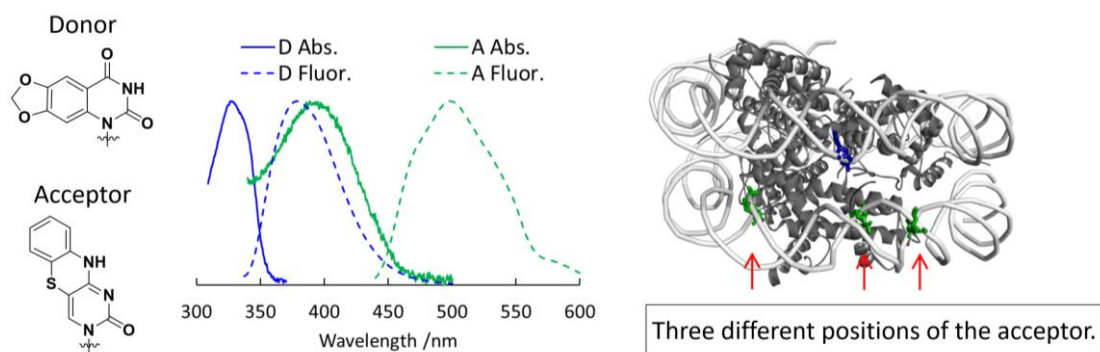 Donor
O
NH
O
O
N
O
Acceptor
NH
S
N
N
O
D Abs.
D Fluor.
A Abs.
A Fluor.
300 350 400 450 500 550 600
Wavelength /nm
Three different positions of the acceptor.